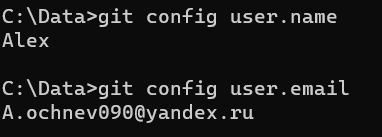 C:\Data>git config user.name
Alex
C:\Data>git config user.email
A.ochnev090@yandex.ru